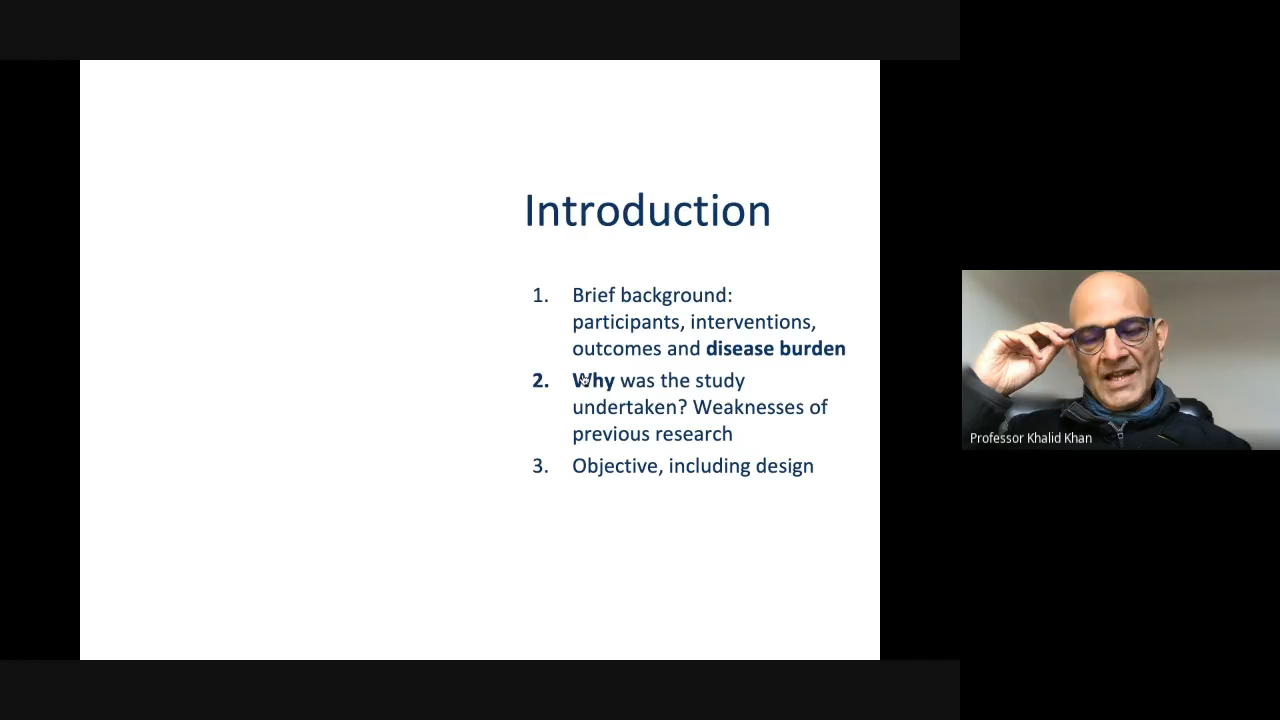 Introduction
1. Brief background:
participants, interventions,
outcomes and disease burden
2. Why was the study
undertaken? Weaknesses of
previous research
3. Objective, including design
Professor Khalid Khan